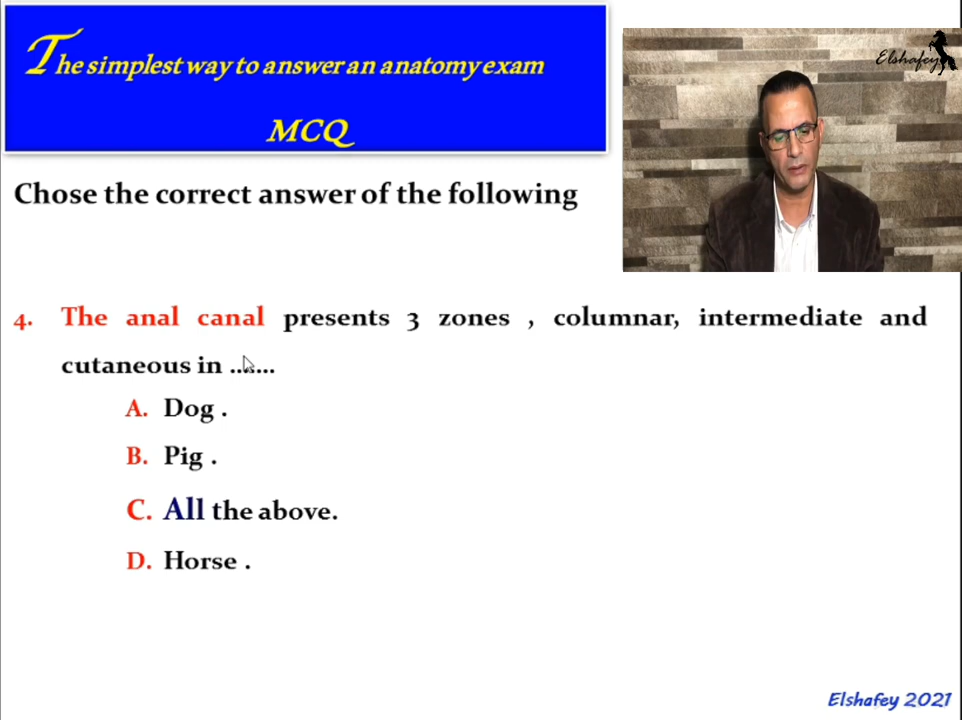 The simplest way to answer an anatomy exam
MCQ
Elshafey
Chose the correct answer of the following
4. The anal canal presents 3 zones , columnar, intermediate and
cutaneous in .......
A. Dog .
B. Pig .
C. All the above.
D. Horse .
Elshafey 2021